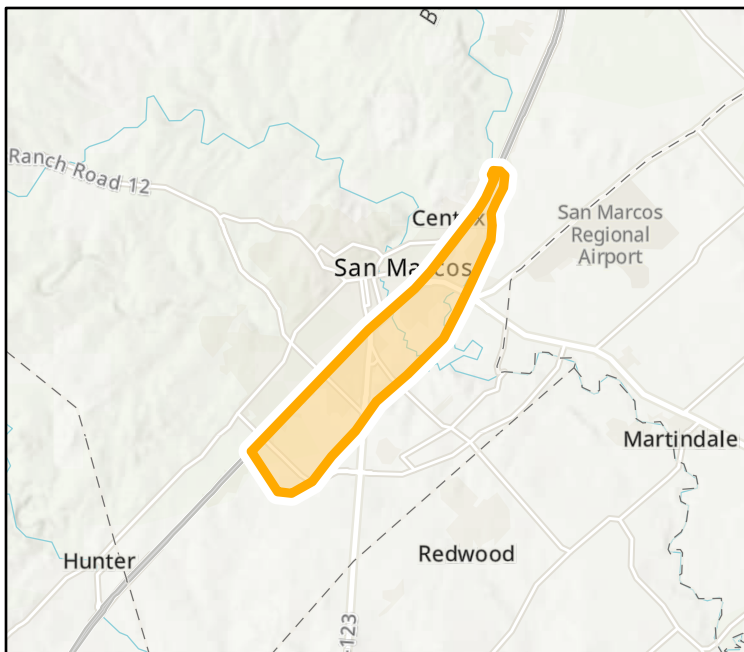 B
Ranch Road 12
Centex
San Marcos
Regional
Airport
San Marcos
Martindale
Redwood
Hunter
123